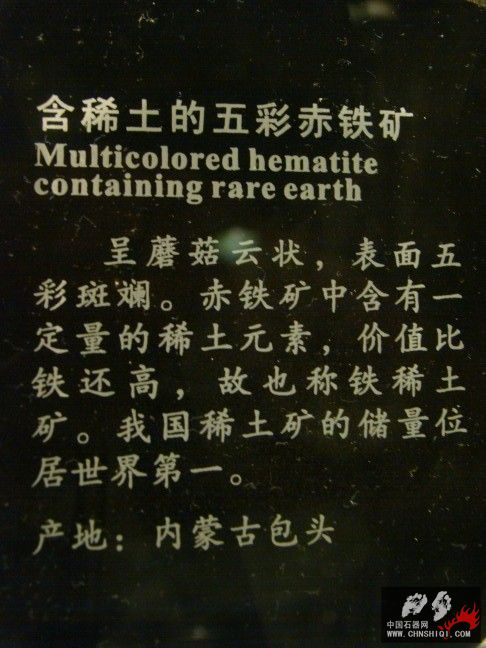 含稀土的五彩赤铁矿
Multicolored hematite
containing rare earth
呈蘑菇云状，表面五
彩斑斓。赤铁矿中含有一
定量的稀土元素，价值比
铁还高，故也称铁稀土
矿。我国稀土矿的储量位
居世界第一。
产地：内蒙古包头
中国石器网
WWW.CHNSHIQI.COM